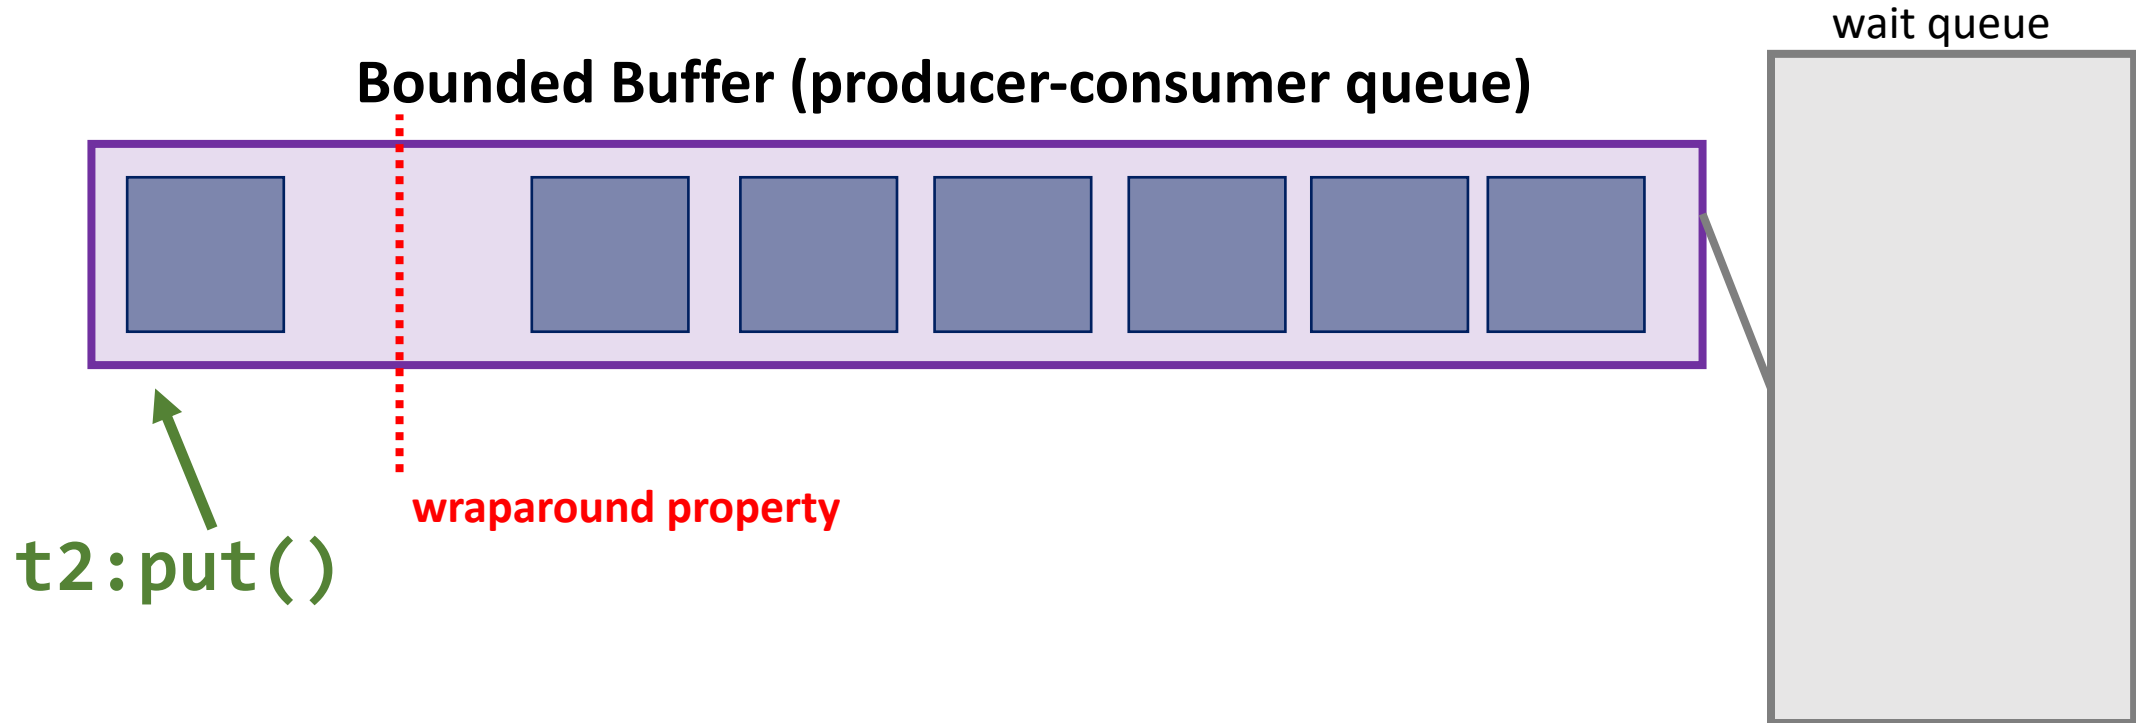 wait queue
Bounded Buffer (producer-consumer queue)
wraparound property
t2:put()